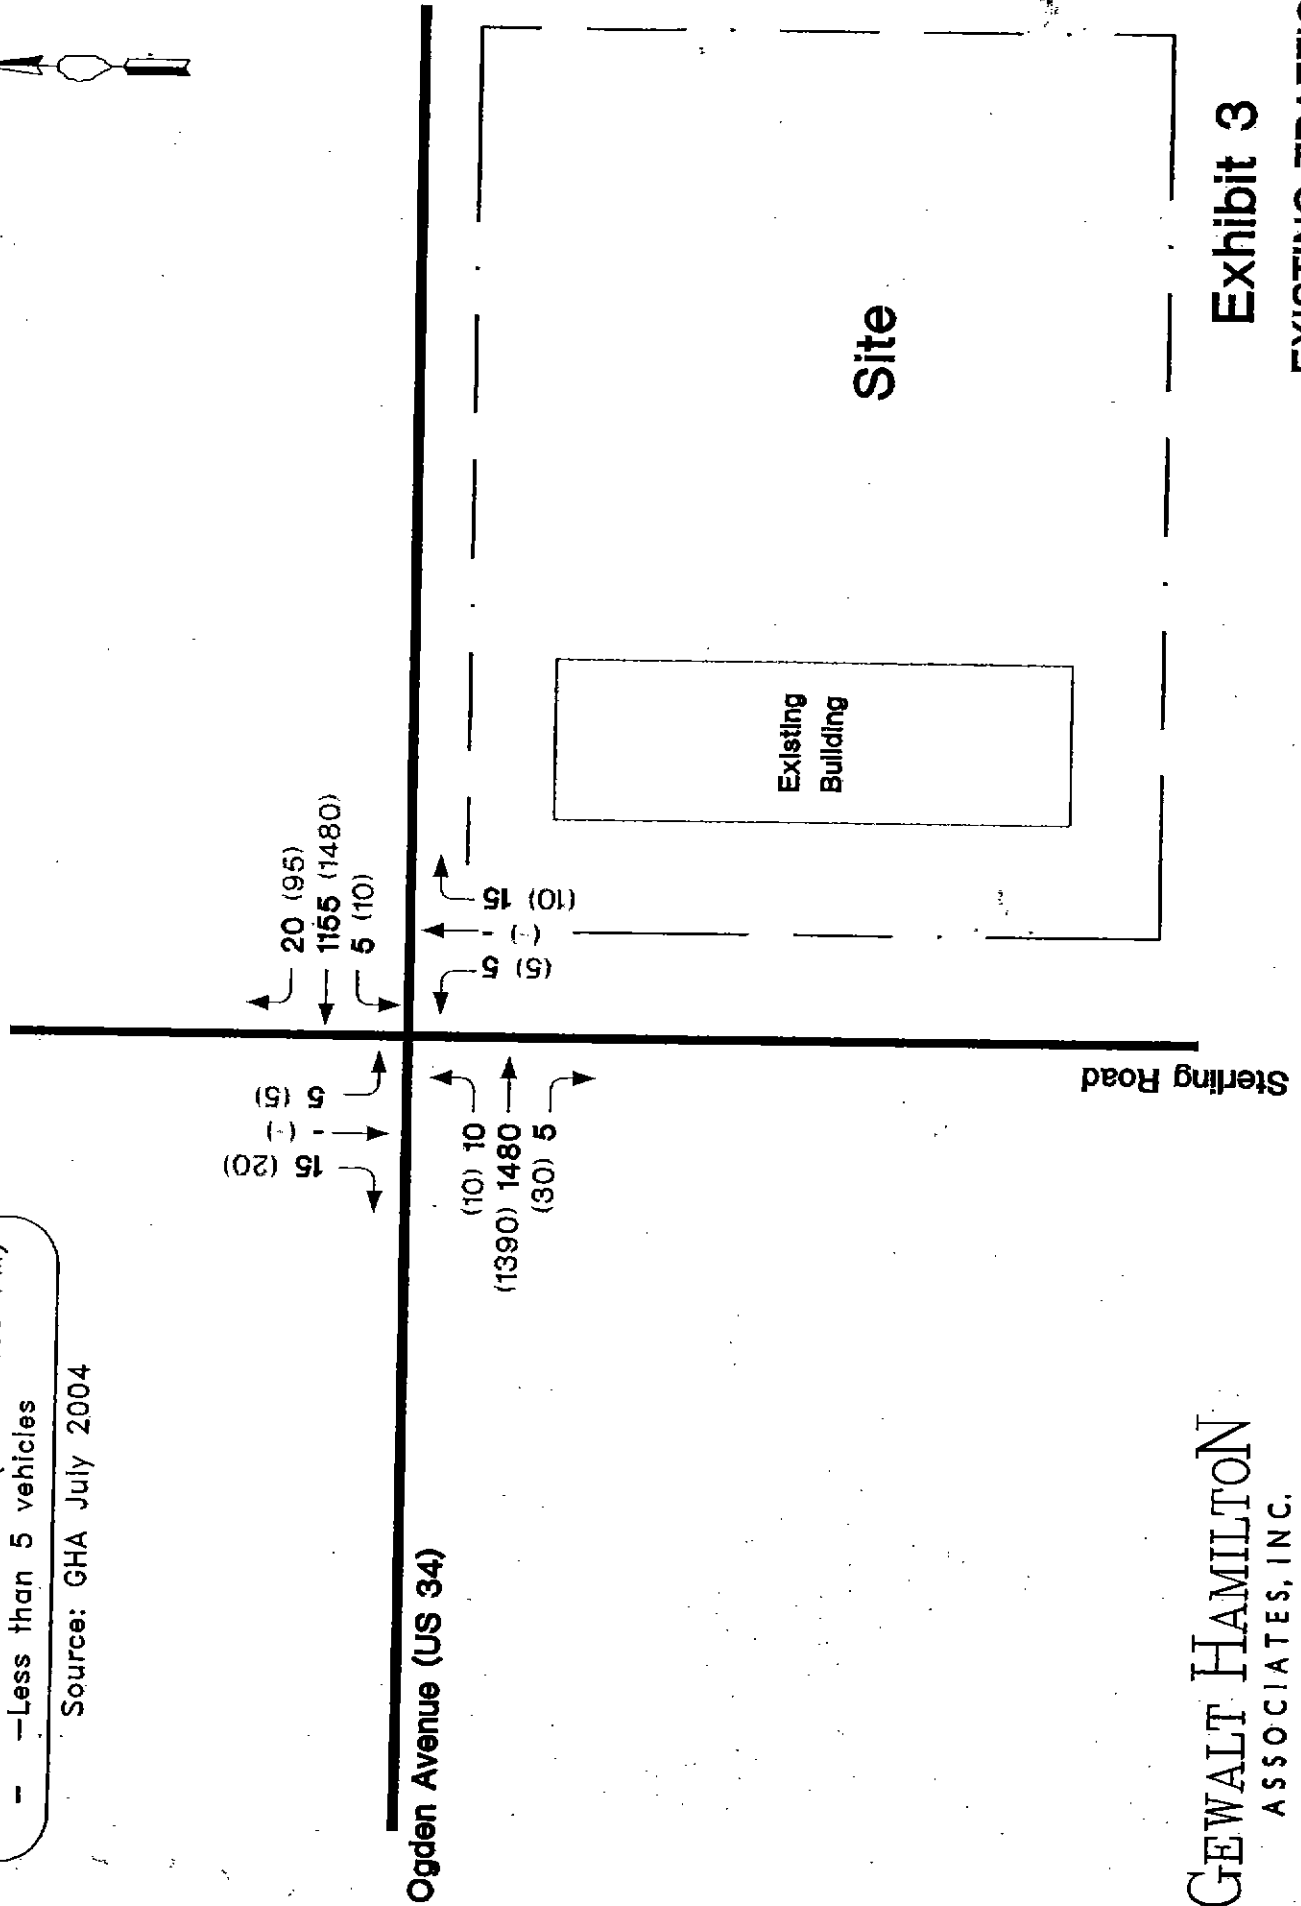 - -Less than 5 vehicles
Source: GHA July 2004
20 (95)
1155 (1480)
5 (10)
5 (5)
- (-)
15 (20)
(10) 10
(1390) 1480
(30) 5
5 (5)
- (-)
15 (10)
Ogden Avenue (US 34)
Sterling Road
Existing
Building
Site
Exhibit 3
EXISTING
GEWALT HAMILTON
ASSOCIATES, INC.